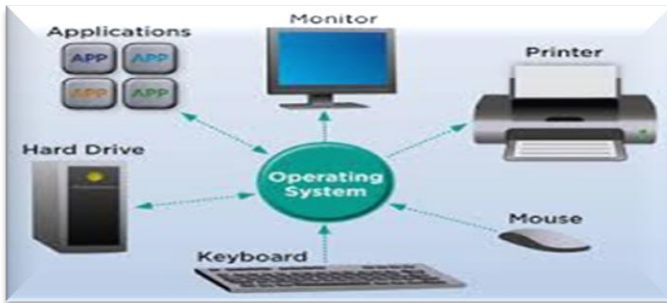 Monitor
Applications
APP APP
APP APP
Printer
Hard Drive
Operating
System
Mouse
Keyboard